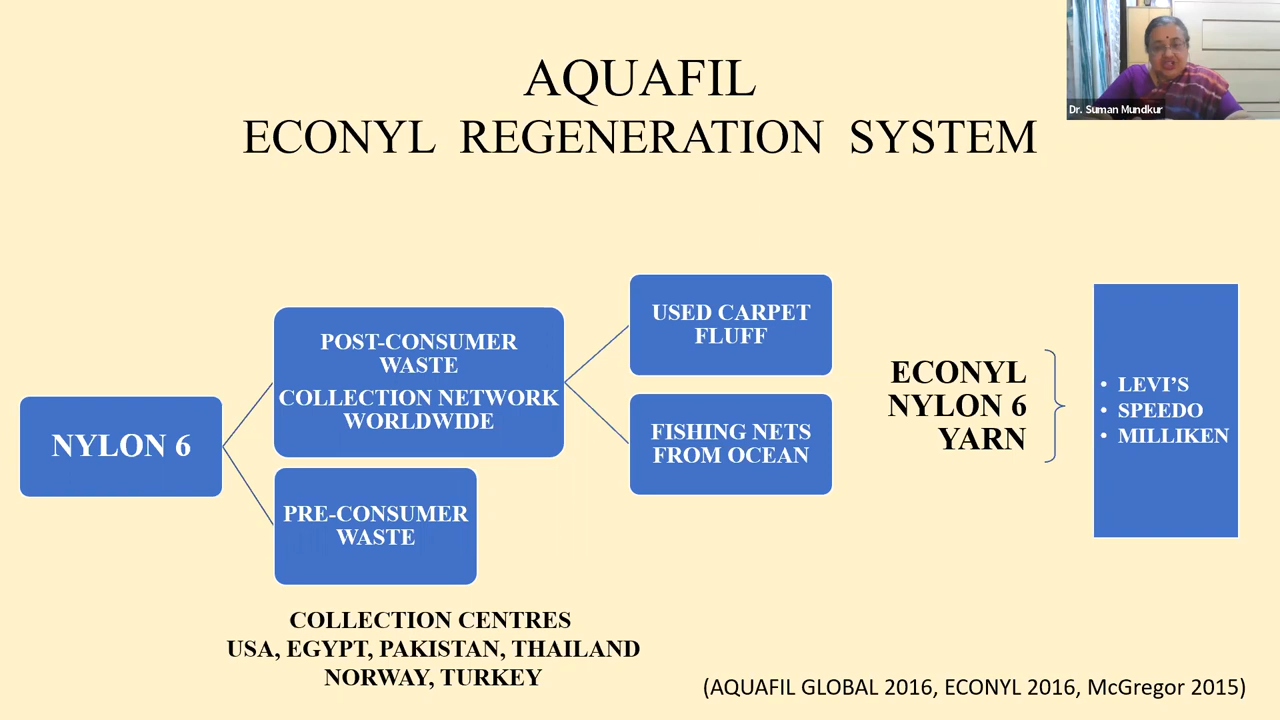 AQUAFIL
ECONYL REGENERATION SYSTEM
Dr. Suman Mundkur
NYLON 6
POST-CONSUMER
WASTE
COLLECTION NETWORK
WORLDWIDE
PRE-CONSUMER
WASTE
USED CARPET
FLUFF
FISHING NETS
FROM OCEAN
ECONYL
NYLON 6
YARN
• LEVI'S
• SPEEDO
• MILLIKEN
COLLECTION CENTRES
USA, EGYPT, PAKISTAN, THAILAND
NORWAY, TURKEY
(AQUAFIL GLOBAL 2016, ECONYL 2016, McGregor 2015)